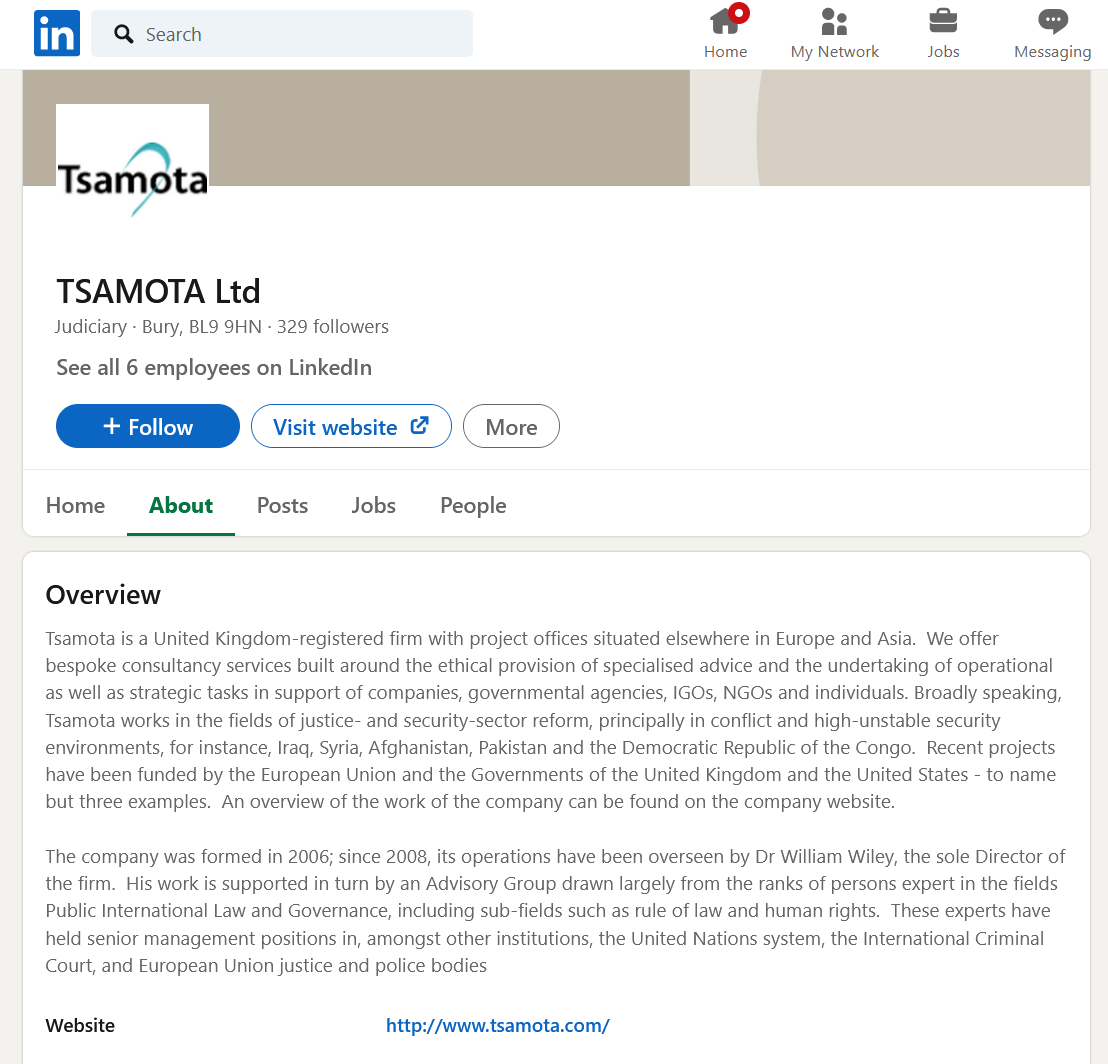 in
Search
Home
My Network
Jobs
Messaging
Tsamota
TSAMOTA Ltd
Judiciary · Bury, BL9 9HN · 329 followers
See all 6 employees on LinkedIn
+ Follow
Visit website
More
Home
About
Posts
Jobs
People
Overview
Tsamota is a United Kingdom-registered firm with project offices situated elsewhere in Europe and Asia.  We offer
bespoke consultancy services built around the ethical provision of specialised advice and the undertaking of operational
as well as strategic tasks in support of companies, governmental agencies, IGOs, NGOs and individuals. Broadly speaking,
Tsamota works in the fields of justice- and security-sector reform, principally in conflict and high-unstable security
environments, for instance, Iraq, Syria, Afghanistan, Pakistan and the Democratic Republic of the Congo.  Recent projects
have been funded by the European Union and the Governments of the United Kingdom and the United States - to name
but three examples.  An overview of the work of the company can be found on the company website.
The company was formed in 2006; since 2008, its operations have been overseen by Dr William Wiley, the sole Director of
the firm.  His work is supported in turn by an Advisory Group drawn largely from the ranks of persons expert in the fields
Public International Law and Governance, including sub-fields such as rule of law and human rights.  These experts have
held senior management positions in, amongst other institutions, the United Nations system, the International Criminal
Court, and European Union justice and police bodies
Website
http://www.tsamota.com/